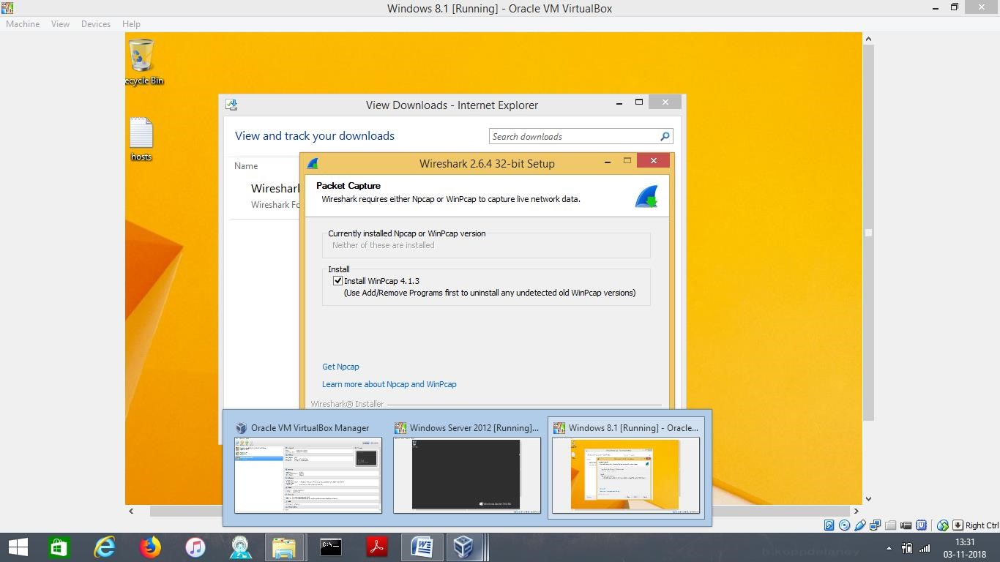 Windows 8.1 [Running] - Oracle VM VirtualBox
Machine View Devices Help
ecycle Bin
hosts
View Downloads - Internet Explorer
View and track your downloads
Search downloads
Name
Wireshark
Wireshark Fo
Wireshark 2.6.4 32-bit Setup
Packet Capture
Wireshark requires either Npcap or WinPcap to capture live network data.
Currently installed Npcap or WinPcap version
Neither of these are installed
Install
Install WinPcap 4.1.3
(Use Add/Remove Programs first to uninstall any undetected old WinPcap versions)
Get Npcap
Learn more about Npcap and WinPcap
Wireshark® Installer
Oracle VM VirtualBox Manager
Windows Server 2012 [Running]...
Windows 8.1 [Running] - Oracle...
Right Ctrl
C:\
13:31
03-11-2018
b.koppdelaney